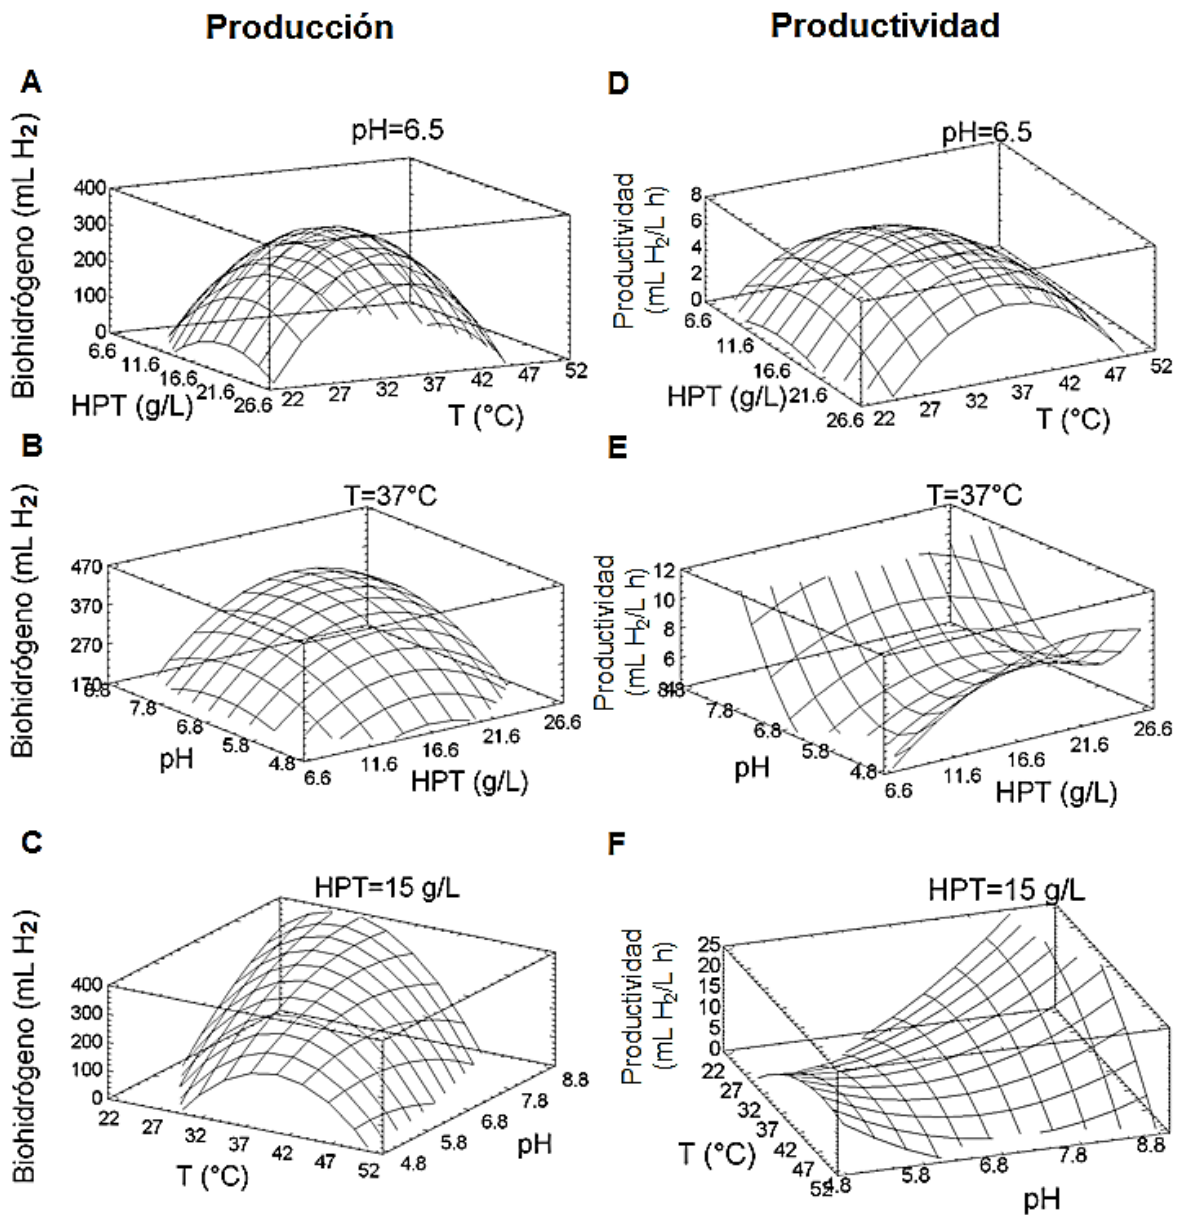 Producción
Productividad
A
pH=6.5
Biohidrógeno (mL H2)
400
300
200
100
0
6.6
11.6
16.6
21.6
26.6
HPT (g/L)
22
27
32
37
42
47
52
T (°C)
D
pH=6.5
Productividad
(mL H2/L h)
8
6
4
2
0
6.6
11.6
16.6
21.6
26.6
HPT (g/L)
22
27
32
37
42
47
52
T (°C)
B
T=37°C
Biohidrógeno (mL H2)
470
370
270
170
8.8
7.8
6.8
5.8
4.8
pH
6.6
11.6
16.6
21.6
26.6
HPT (g/L)
E
T=37°C
Productividad
(mL H2/L h)
12
10
8
6
4
8.8
7.8
6.8
5.8
4.8
pH
6.6
11.6
16.6
21.6
26.6
HPT (g/L)
C
HPT=15 g/L
Biohidrógeno (mL H2)
400
300
200
100
0
22
27
32
37
42
47
52
T (°C)
4.8
5.8
6.8
7.8
8.8
pH
F
HPT=15 g/L
Productividad
(mL H2/L h)
25
20
15
10
5
0
22
27
32
37
42
47
52
T (°C)
4.8
5.8
6.8
7.8
8.8
pH